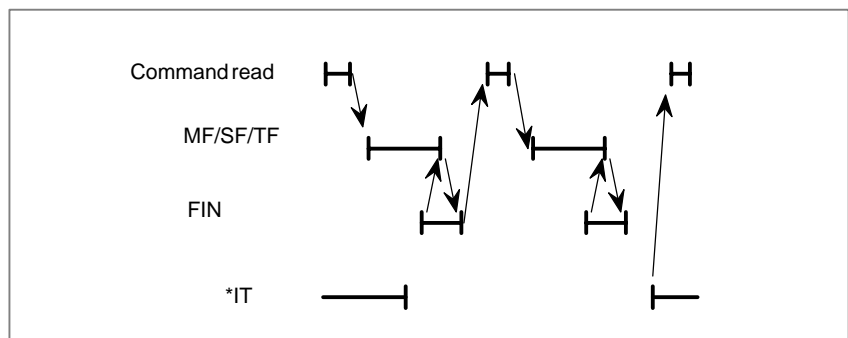 Command read
MF/SF/TF
FIN
*IT